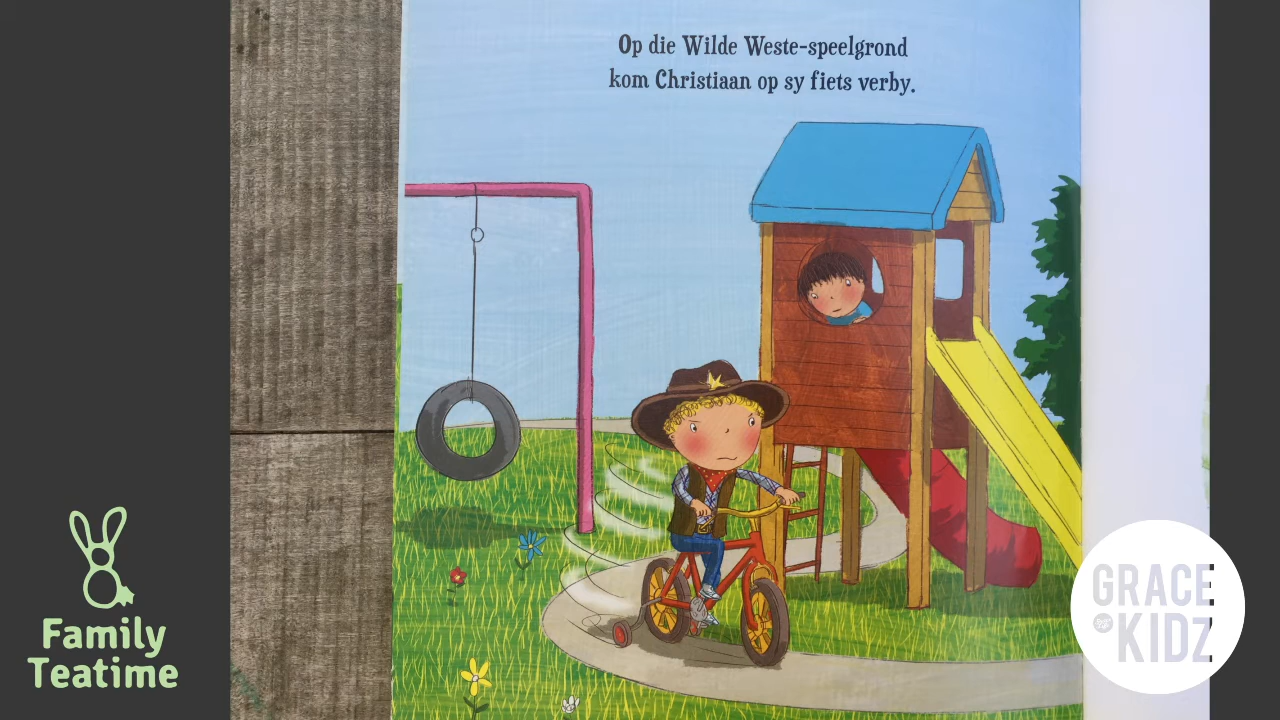 Op die Wilde Weste-speelgrond
kom Christiaan op sy fiets verby.
Family
Teatime
GRACE
KIDZ